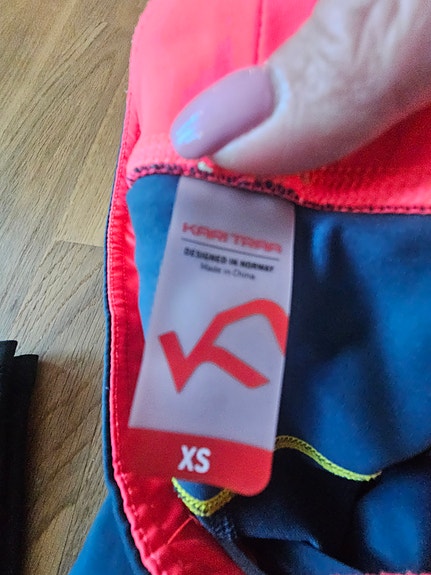 KARI TRAA
DESIGNED IN NORWAY
Made in China
XS